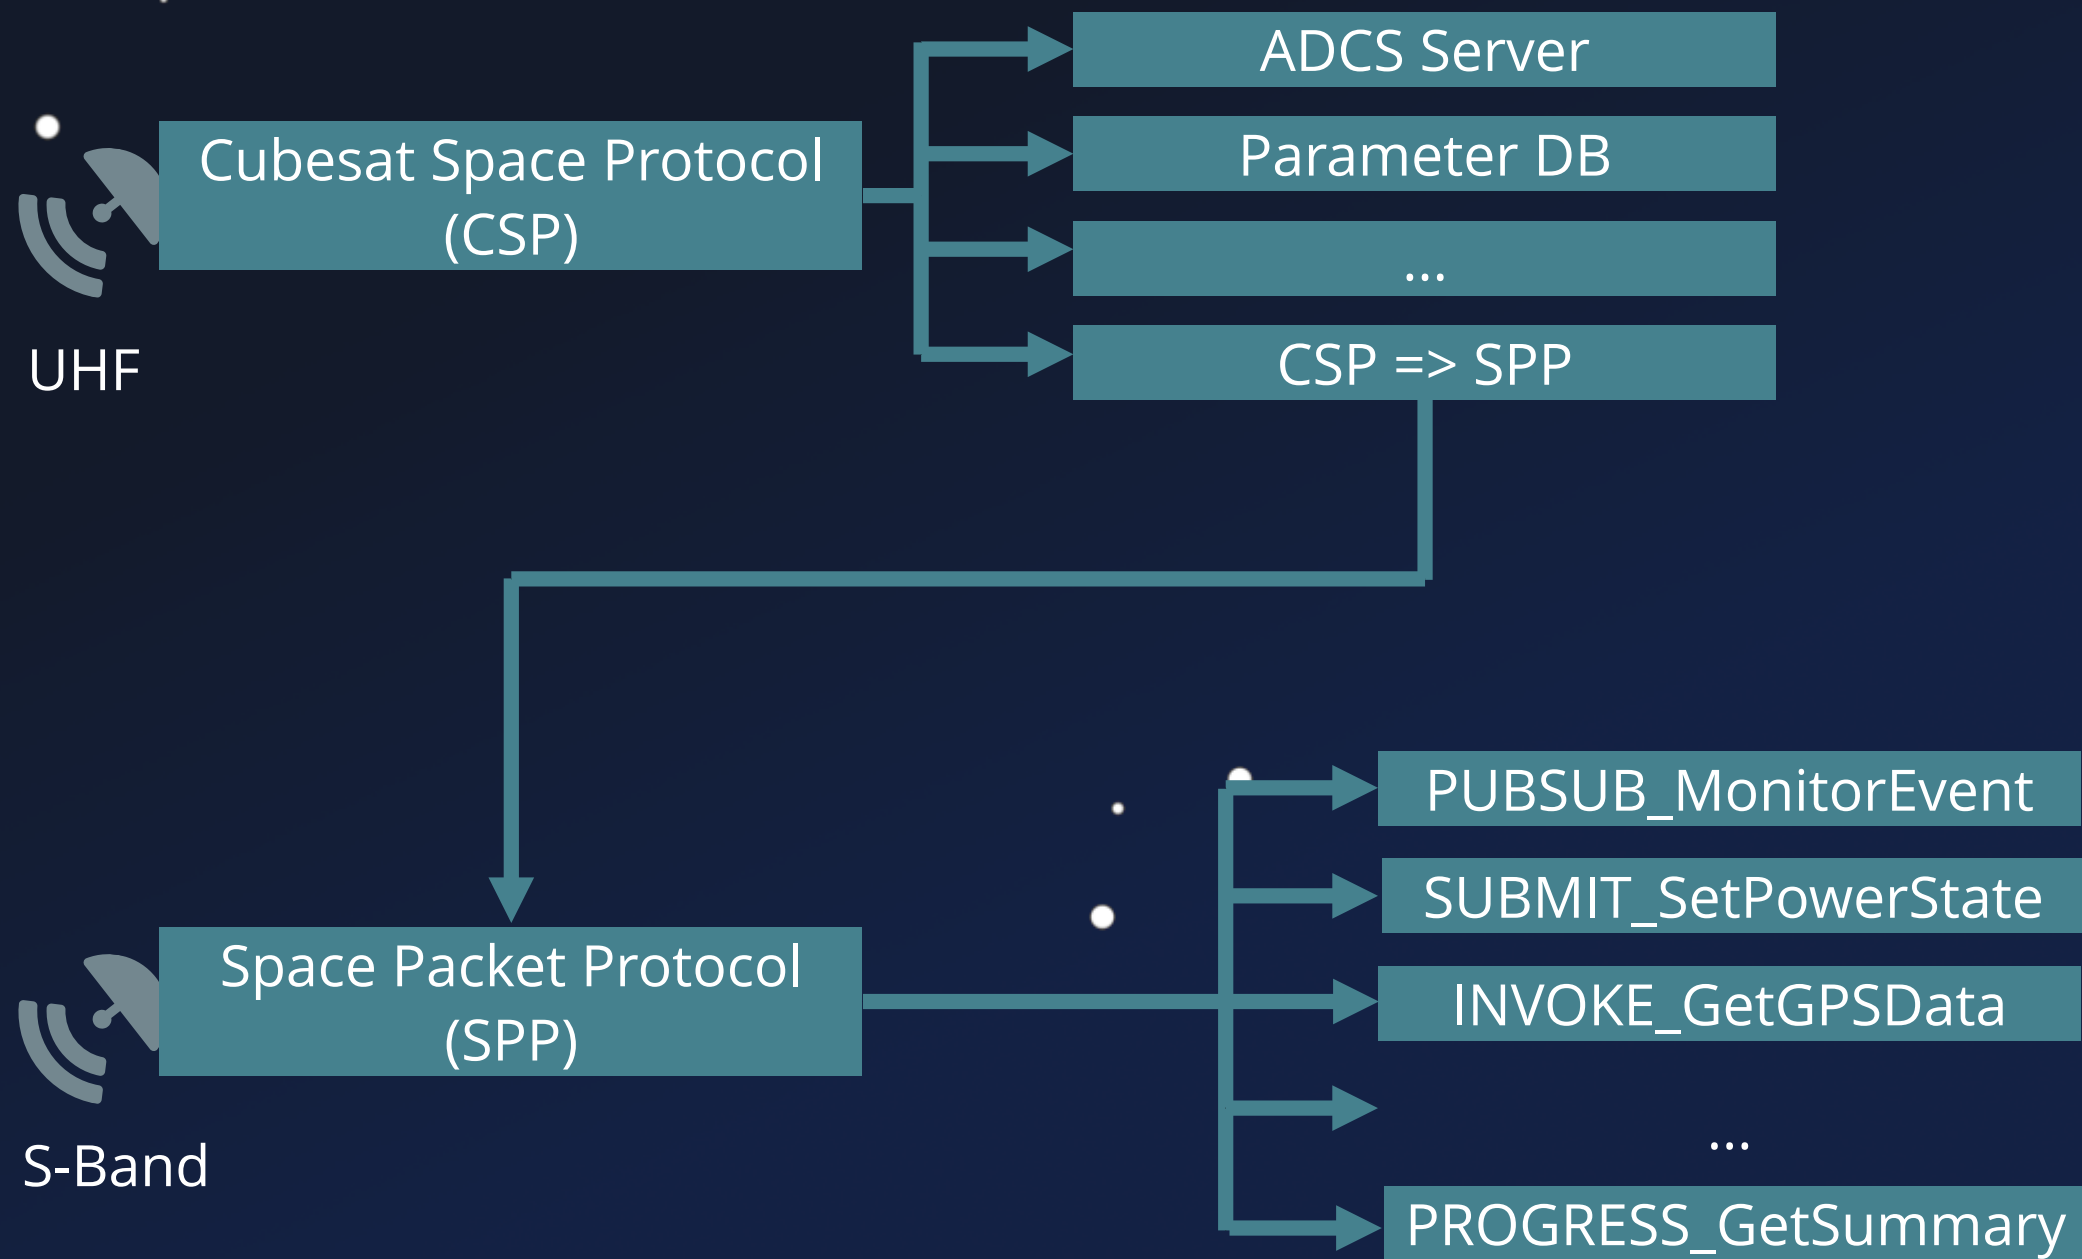 ADCS Server
Cubesat Space Protocol
(CSP)
Parameter DB
...
UHF
CSP => SPP
PUBSUB_MonitorEvent
SUBMIT_SetPowerState
Space Packet Protocol
(SPP)
INVOKE_GetGPSData
...
S-Band
PROGRESS_GetSummary